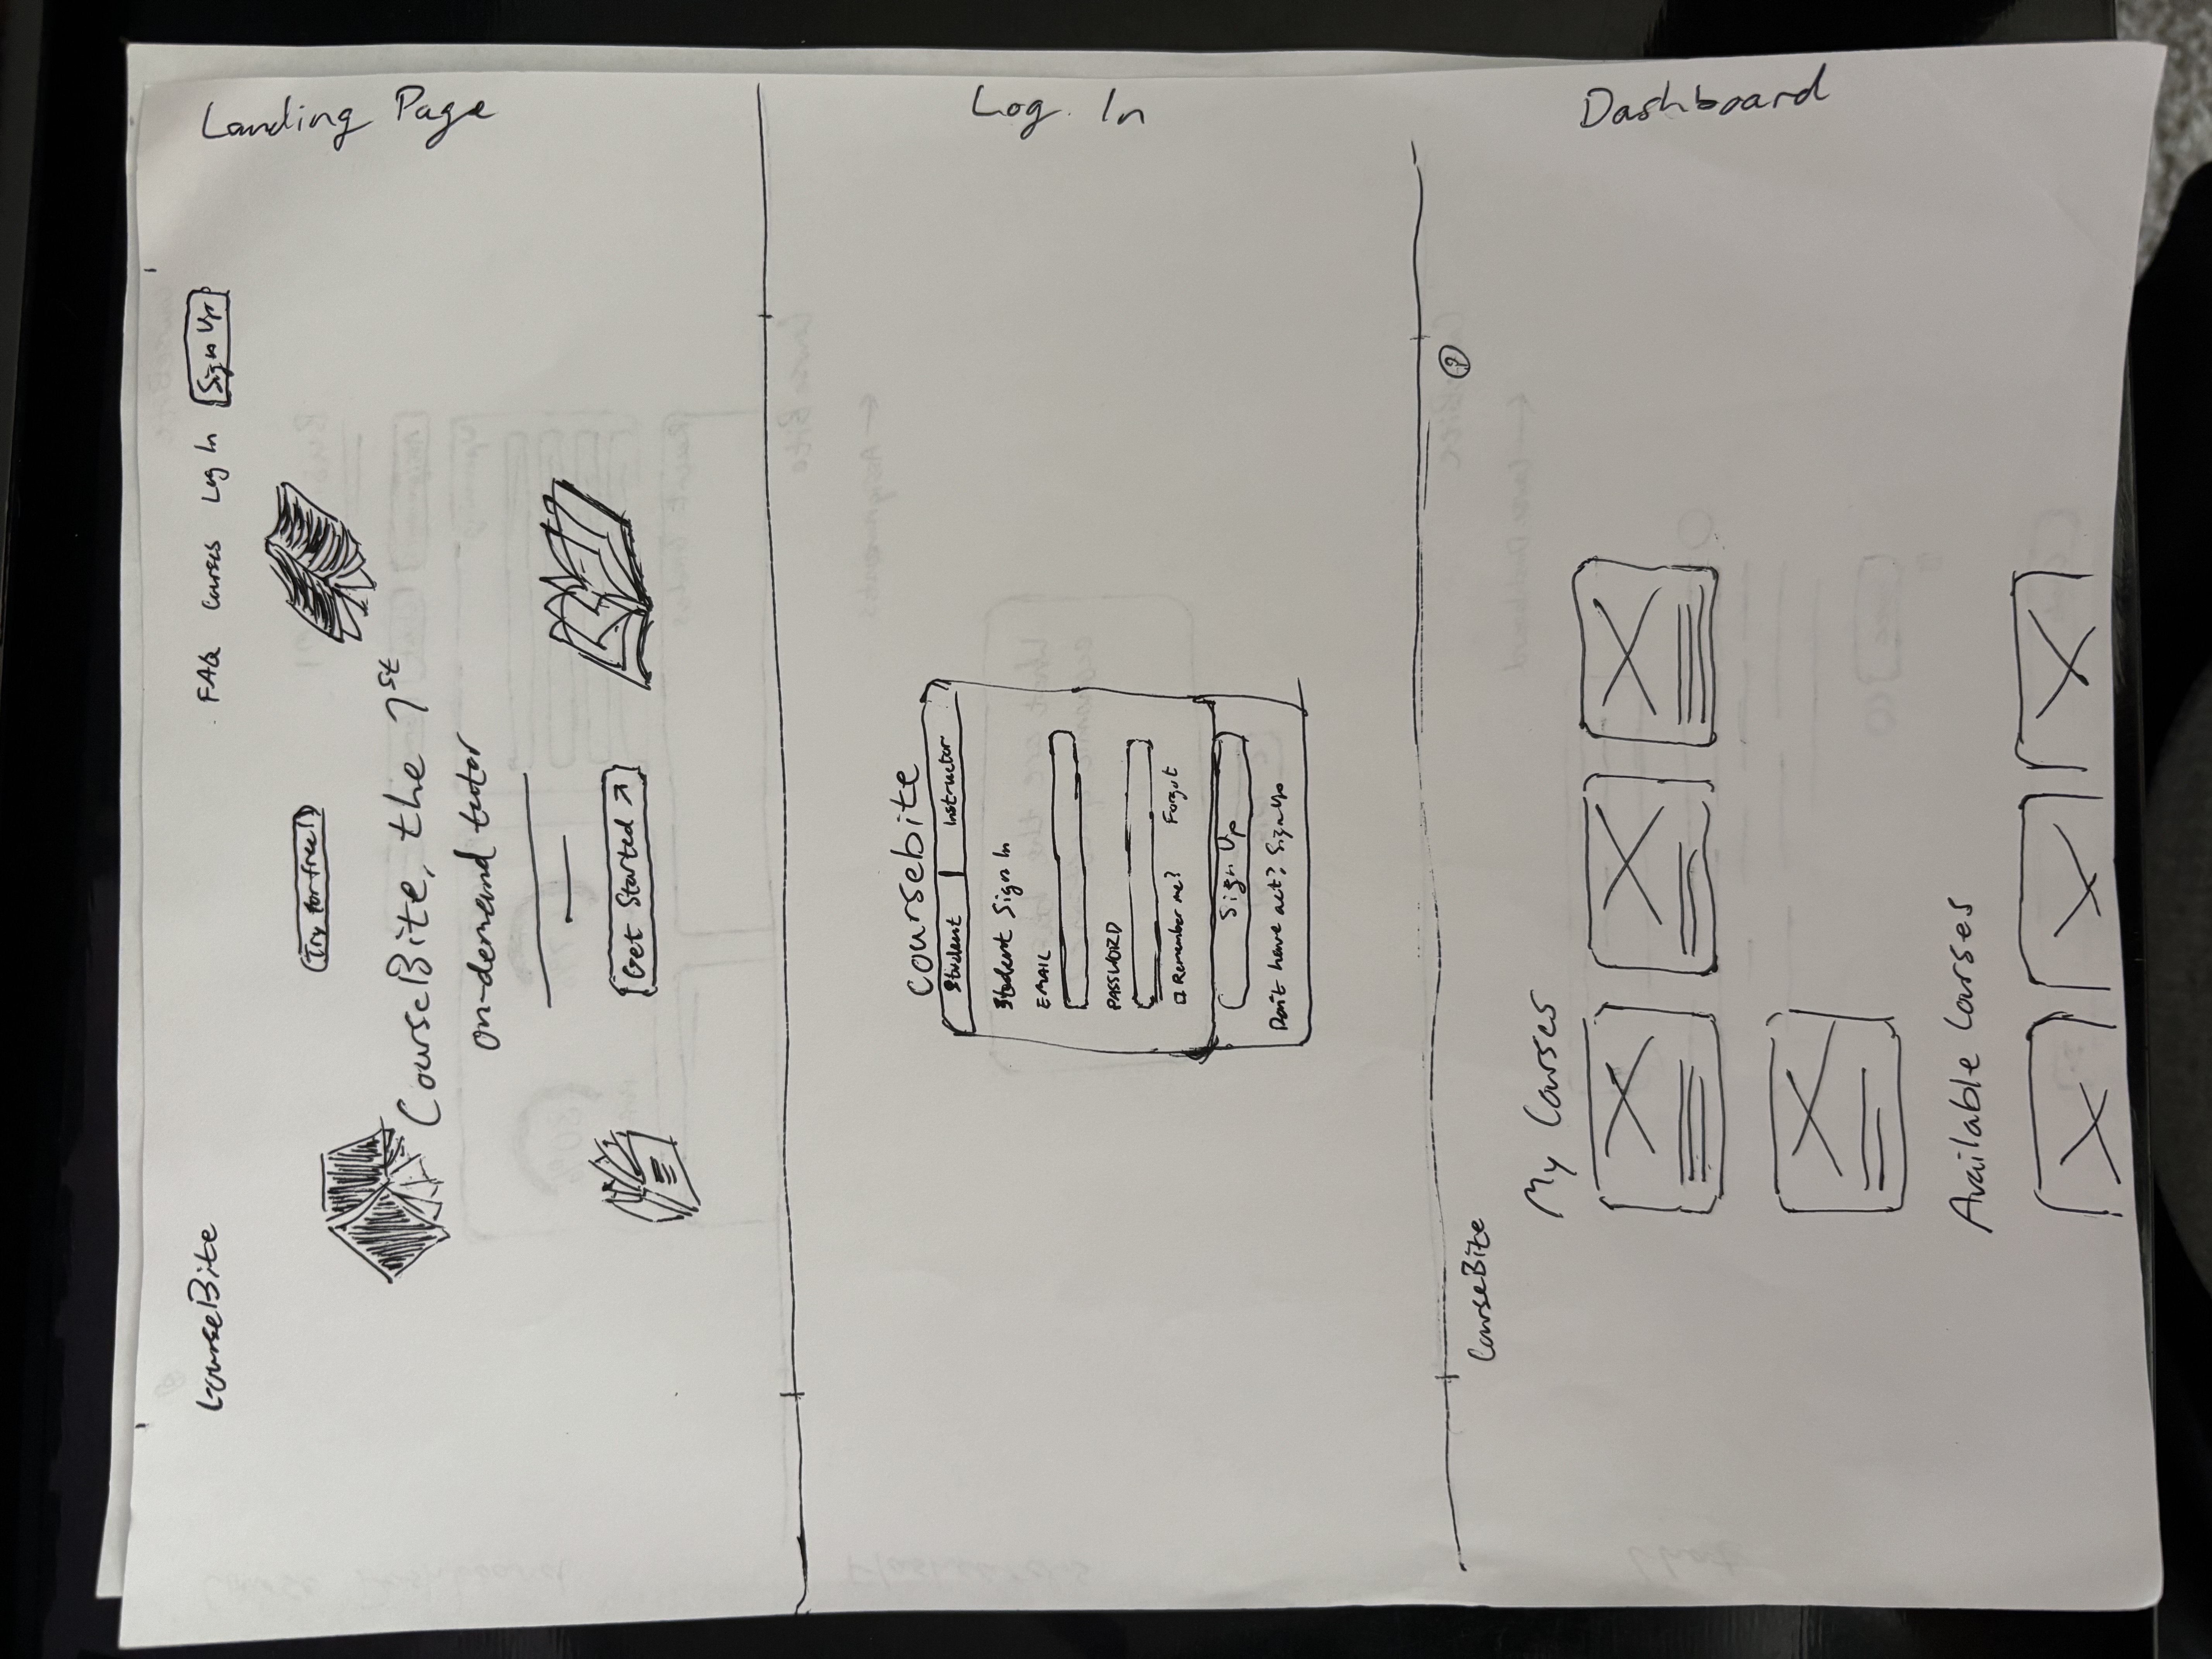 CourseBite
FAQ Courses Log In Sign Up
Try for free!
CourseBite, the 1st
on-demand tutor
Get Started ↗
Landing Page
coursebite
Student Instructor
Student Sign In
EMAIL
PASSWORD
Remember me? Forgot
Sign Up
Don't have act? Sign Up
Log In
CourseBite
My Courses
Available Courses
Dashboard